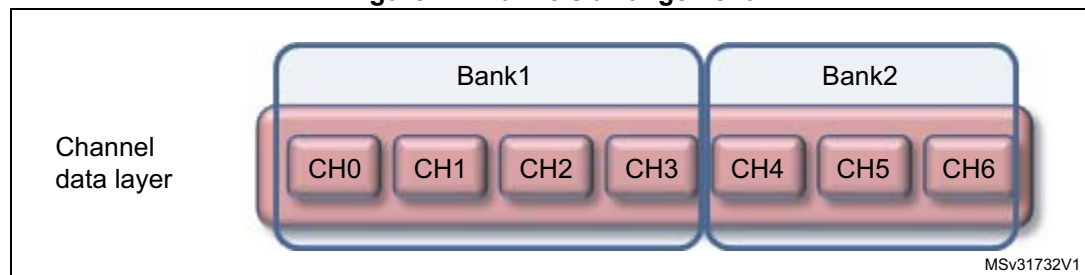 Bank1 Bank2
Channel
data layer
CH0 CH1 CH2 CH3 CH4 CH5 CH6
MSv31732V1